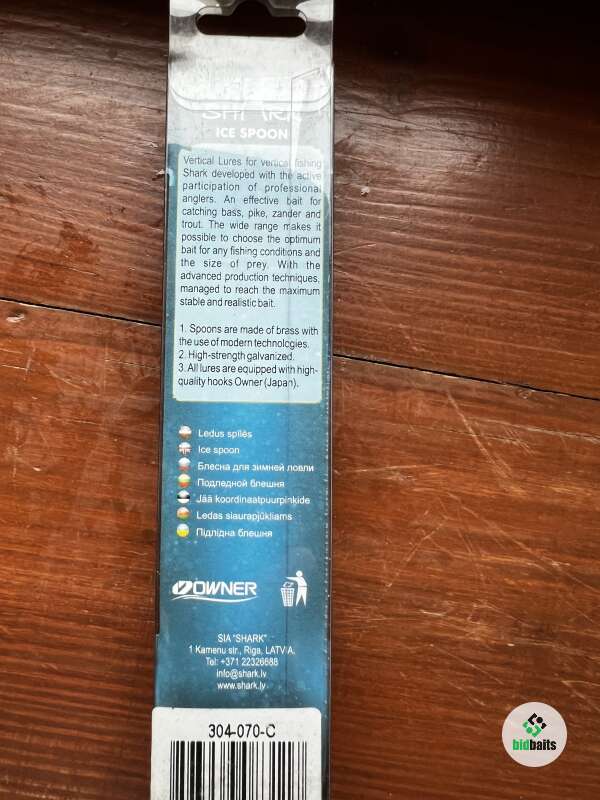 SHARK
ICE SPOON
Vertical Lures for vertical fishing
Shark developed with the active
participation of professional
anglers. An effective bait for
catching bass, pike, zander and
trout. The wide range makes it
possible to choose the optimum
bait for any fishing conditions and
the size of prey. With the
advanced production techniques,
managed to reach the maximum
stable and realistic bait.
1. Spoons are made of brass with
the use of modern technologies.
2. High-strength galvanized.
3. All lures are equipped with high-
quality hooks Owner (Japan).
Ledus spīlēs
Ice spoon
Блесна для зимней ловли
Подледной блешня
Jää koordinaatpuurpinkide
Ledas siaurapjūkliams
Підлідна блешня
OWNER
SIA "SHARK"
1 Kamenu str., Riga, LATVIA.
Tel: +371 22326688
info@shark.lv
www.shark.lv
304-070-C
bidbaits